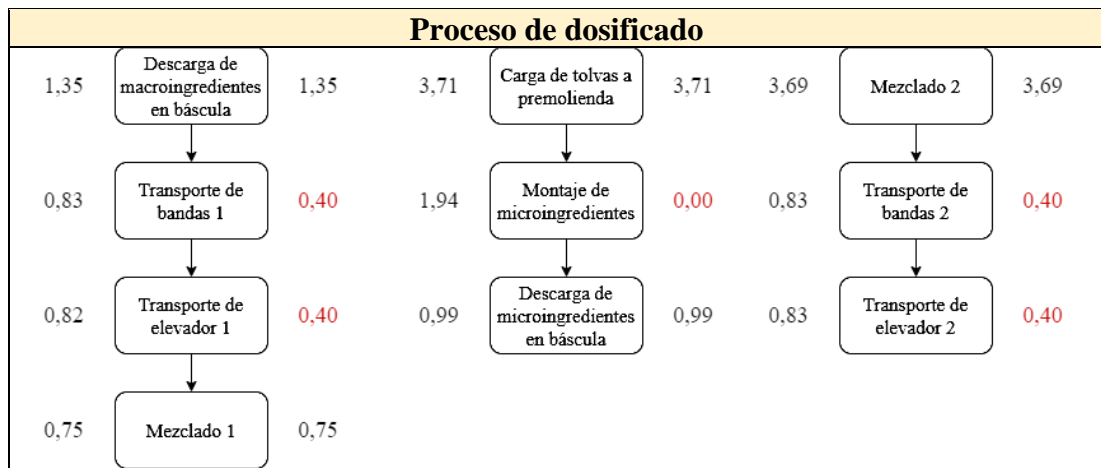 Proceso de dosificado
1,35
Descarga de
macroingredientes
en báscula
1,35
3,71
Carga de tolvas a
premolienda
3,71
3,69
Mezclado 2
3,69
0,83
Transporte de
bandas 1
0,40
1,94
Montaje de
microingredientes
0,00
0,83
Transporte de
bandas 2
0,40
0,82
Transporte de
elevador 1
0,40
0,99
Descarga de
microingredientes
en báscula
0,99
0,83
Transporte de
elevador 2
0,40
0,75
Mezclado 1
0,75